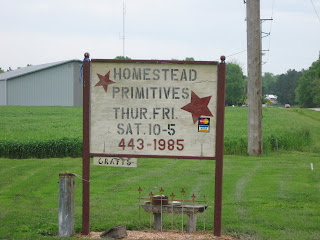 HOMESTEAD
PRIMITIVES
THUR. FRI.
SAT. 10-5
443-1985
CRAFTS